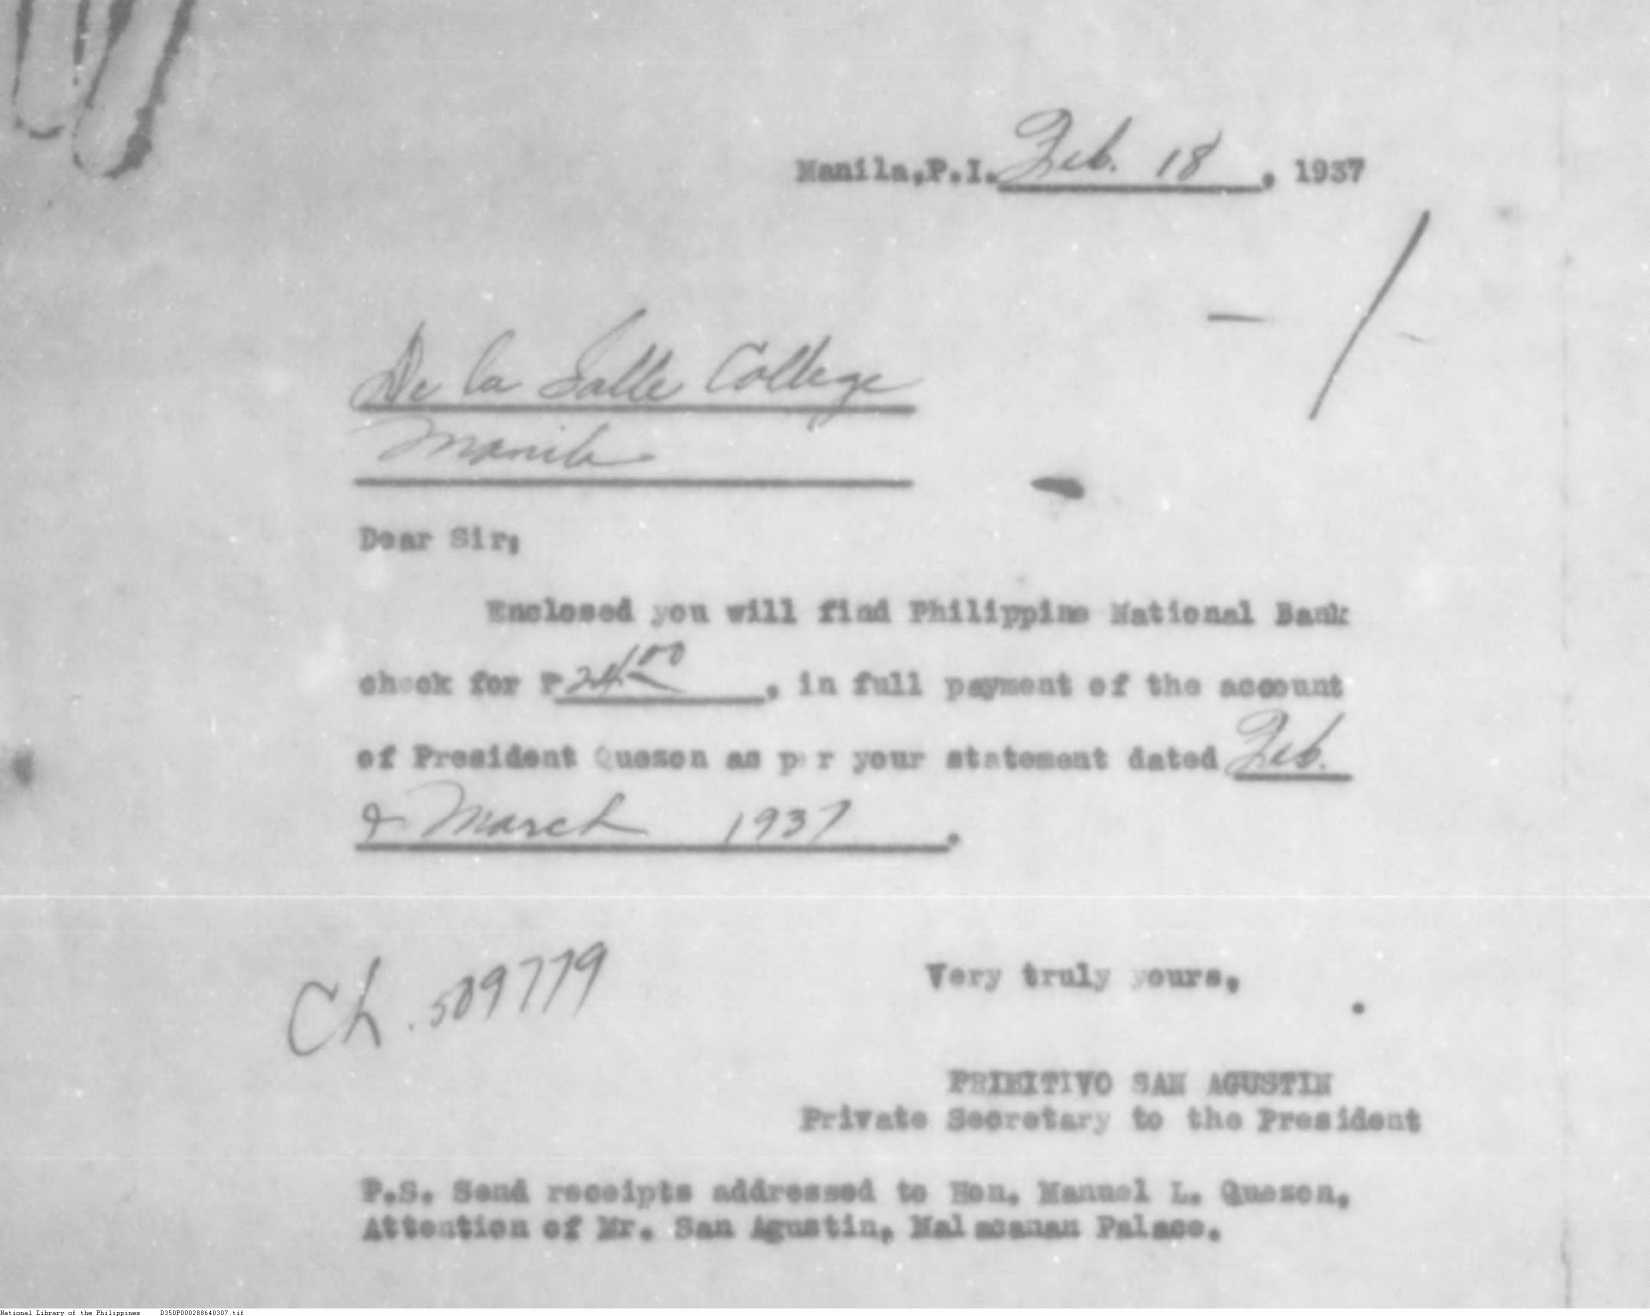 Manila,P.I. Feb. 18, 1937
De la Salle College
Manila
Dear Sir:
Enclosed you will find Philippine National Bank
check for P 24.00, in full payment of the account
of President Quezon as per your statement dated Feb.
& March 1937.
Ch. 509779
Very truly yours,
PRIMITIVO SAN AGUSTIN
Private Secretary to the President
P.S. Send receipts addressed to Hon. Manuel L. Quezon,
Attention of Mr. San Agustin, Malacanan Palace.
National Library of the Philippines D350P000288640307.tif